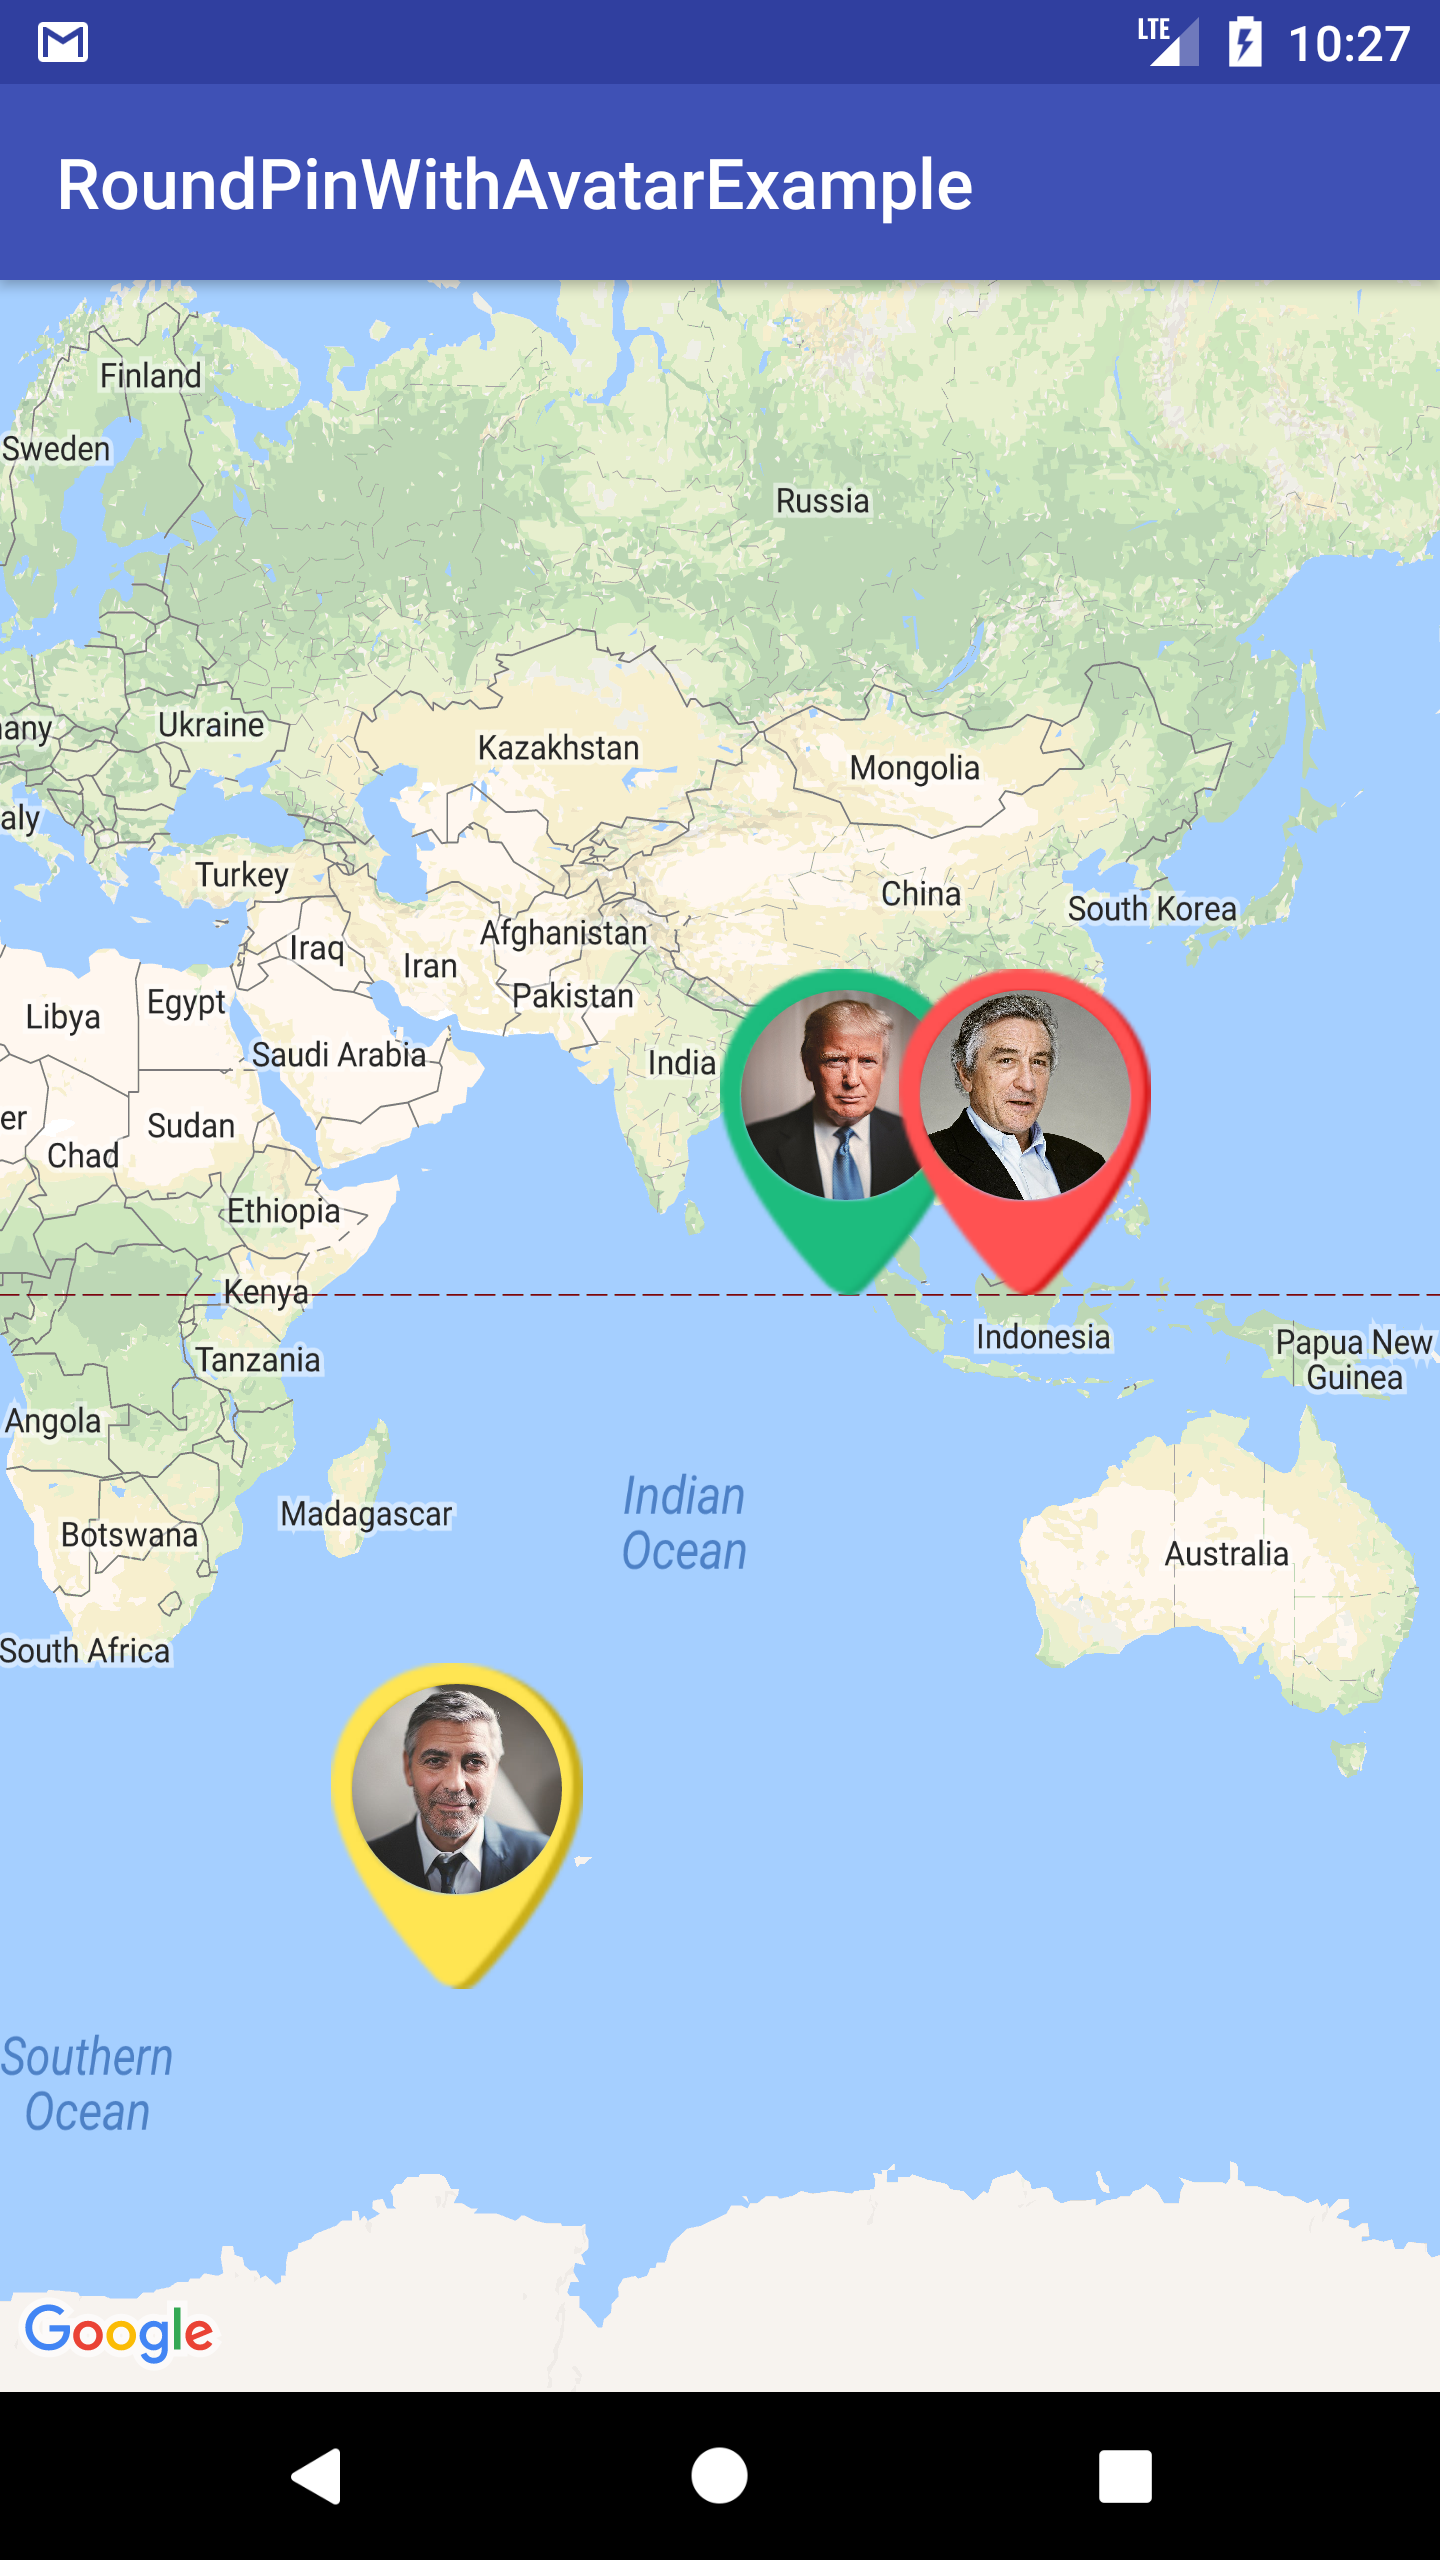 LTE 10:27
RoundPinWithAvatarExample
Finland
Sweden
Russia
Ukraine
any
Kazakhstan
Mongolia
aly
Turkey
China
South Korea
Afghanistan
Iraq
Iran
Pakistan
Egypt
Libya
Saudi Arabia
India
er
Sudan
Chad
Ethiopia
Kenya
Indonesia
Papua New
Guinea
Tanzania
Angola
Indian
Ocean
Madagascar
Botswana
Australia
South Africa
Southern
Ocean
Google